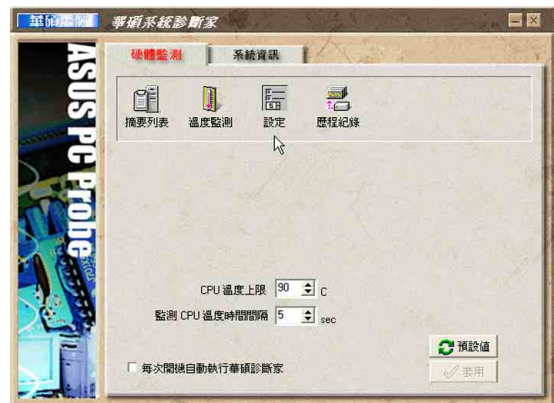 華碩電腦 華碩系統診斷家
ASUS PC Probe
硬體監測 系統資訊
摘要列表 溫度監測 設定 歷程紀錄
CPU 溫度上限 90 C
監測 CPU 溫度時間間隔 5 sec
預設值
每次開機自動執行華碩診斷家
套用